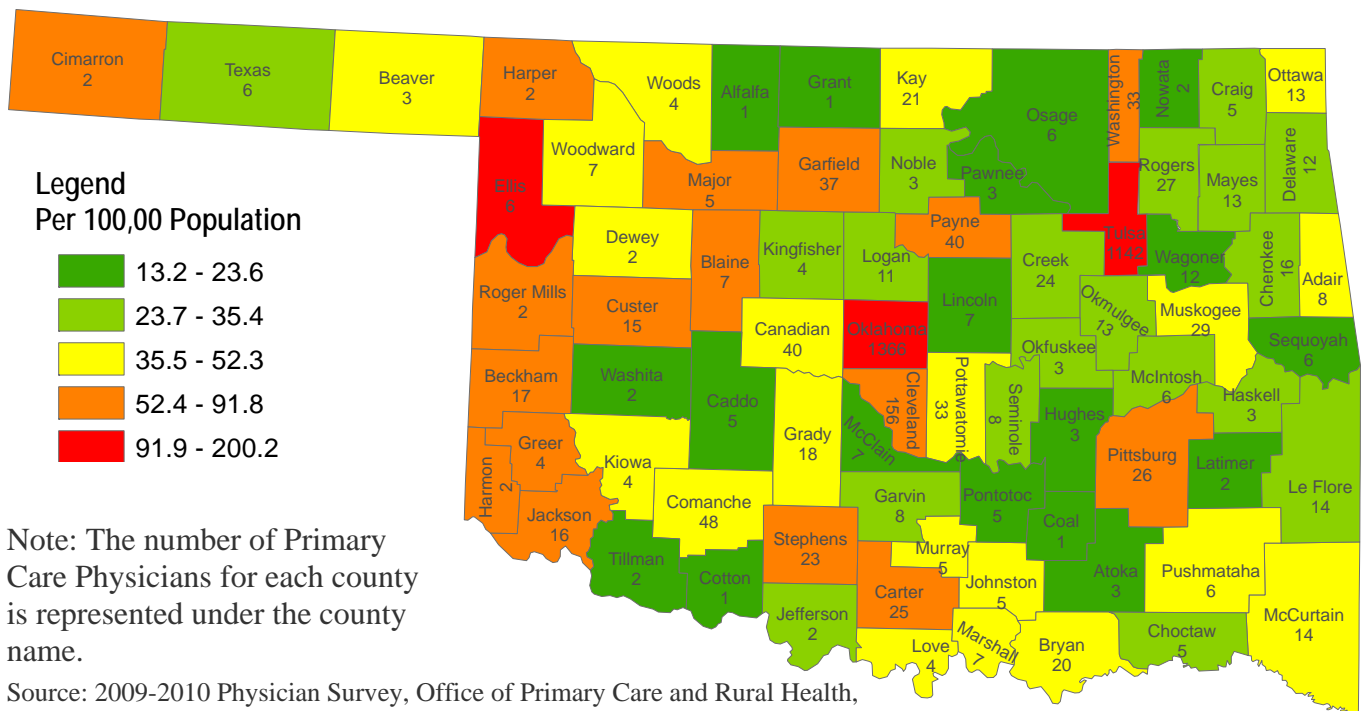 Cimarron
2
Texas
6
Beaver
3
Harper
2
Woods
4
Alfalfa
1
Grant
1
Kay
21
Osage
6
Washington
33
Nowata
2
Craig
5
Ottawa
13
Ellis
6
Woodward
7
Major
5
Garfield
37
Noble
3
Pawnee
3
Rogers
27
Mayes
13
Delaware
12
Legend
Per 100,00 Population
13.2 - 23.6
23.7 - 35.4
35.5 - 52.3
52.4 - 91.8
91.9 - 200.2
Dewey
2
Blaine
7
Kingfisher
4
Logan
11
Payne
40
Creek
24
Tulsa
1142
Wagoner
12
Cherokee
16
Adair
8
Roger Mills
2
Custer
15
Canadian
40
Oklahoma
1366
Lincoln
7
Okmulgee
13
Muskogee
29
Sequoyah
6
Beckham
17
Washita
2
Caddo
5
Grady
18
Cleveland
156
Pottawatomie
33
Seminole
8
Okfuskee
3
McIntosh
6
Haskell
3
Hughes
3
Harmon
2
Greer
4
Kiowa
4
McClain
7
Pittsburg
26
Latimer
2
Le Flore
14
Jackson
16
Comanche
48
Garvin
8
Pontotoc
5
Coal
1
Tillman
2
Cotton
1
Stephens
23
Murray
5
Johnston
5
Atoka
3
Pushmataha
6
McCurtain
14
Jefferson
2
Carter
25
Love
4
Marshall
7
Bryan
20
Choctaw
5
Note: The number of Primary
Care Physicians for each county
is represented under the county
name.
Source: 2009-2010 Physician Survey, Office of Primary Care and Rural Health,